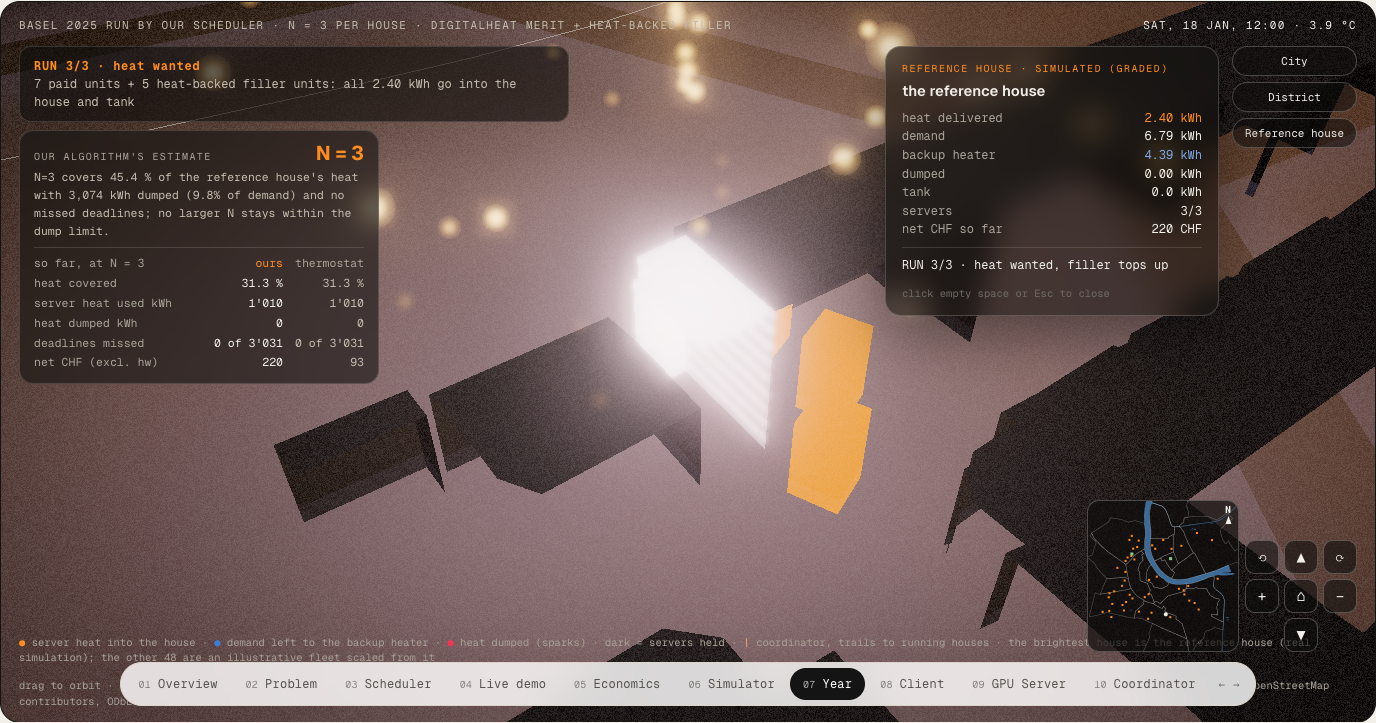 BASEL 2025 RUN BY OUR SCHEDULER · N = 3 PER HOUSE · DIGITALHEAT MERIT + HEAT-BACKED FILLER
SAT, 18 JAN, 12:00 · 3.9 °C
RUN 3/3 · heat wanted
7 paid units + 5 heat-backed filler units: all 2.40 kWh go into the
house and tank
OUR ALGORITHM'S ESTIMATE N = 3
N=3 covers 45.4 % of the reference house's heat
with 3,074 kWh dumped (9.8% of demand) and no
missed deadlines; no larger N stays within the
dump limit.
so far, at N = 3 ours thermostat
heat covered 31.3 % 31.3 %
server heat used kWh 1'010 1'010
heat dumped kWh 0 0
deadlines missed 0 of 3'031 0 of 3'031
net CHF (excl. hw) 220 93
REFERENCE HOUSE · SIMULATED (GRADED)
the reference house
heat delivered 2.40 kWh
demand 6.79 kWh
backup heater 4.39 kWh
dumped 0.00 kWh
tank 0.0 kWh
servers 3/3
net CHF so far 220 CHF
RUN 3/3 · heat wanted, filler tops up
click empty space or Esc to close
City
District
Reference house
N
server heat into the house · demand left to the backup heater · heat dumped (sparks) · dark = servers held | coordinator, trails to running houses · the brightest house is the reference house (real
simulation); the other 48 are an illustrative fleet scaled from it
drag to orbit ·
OpenStreetMap
contributors,
01 Overview 02 Problem 03 Scheduler 04 Live demo 05 Economics 06 Simulator 07 Year 08 Client 09 GPU Server 10 Coordinator ← →